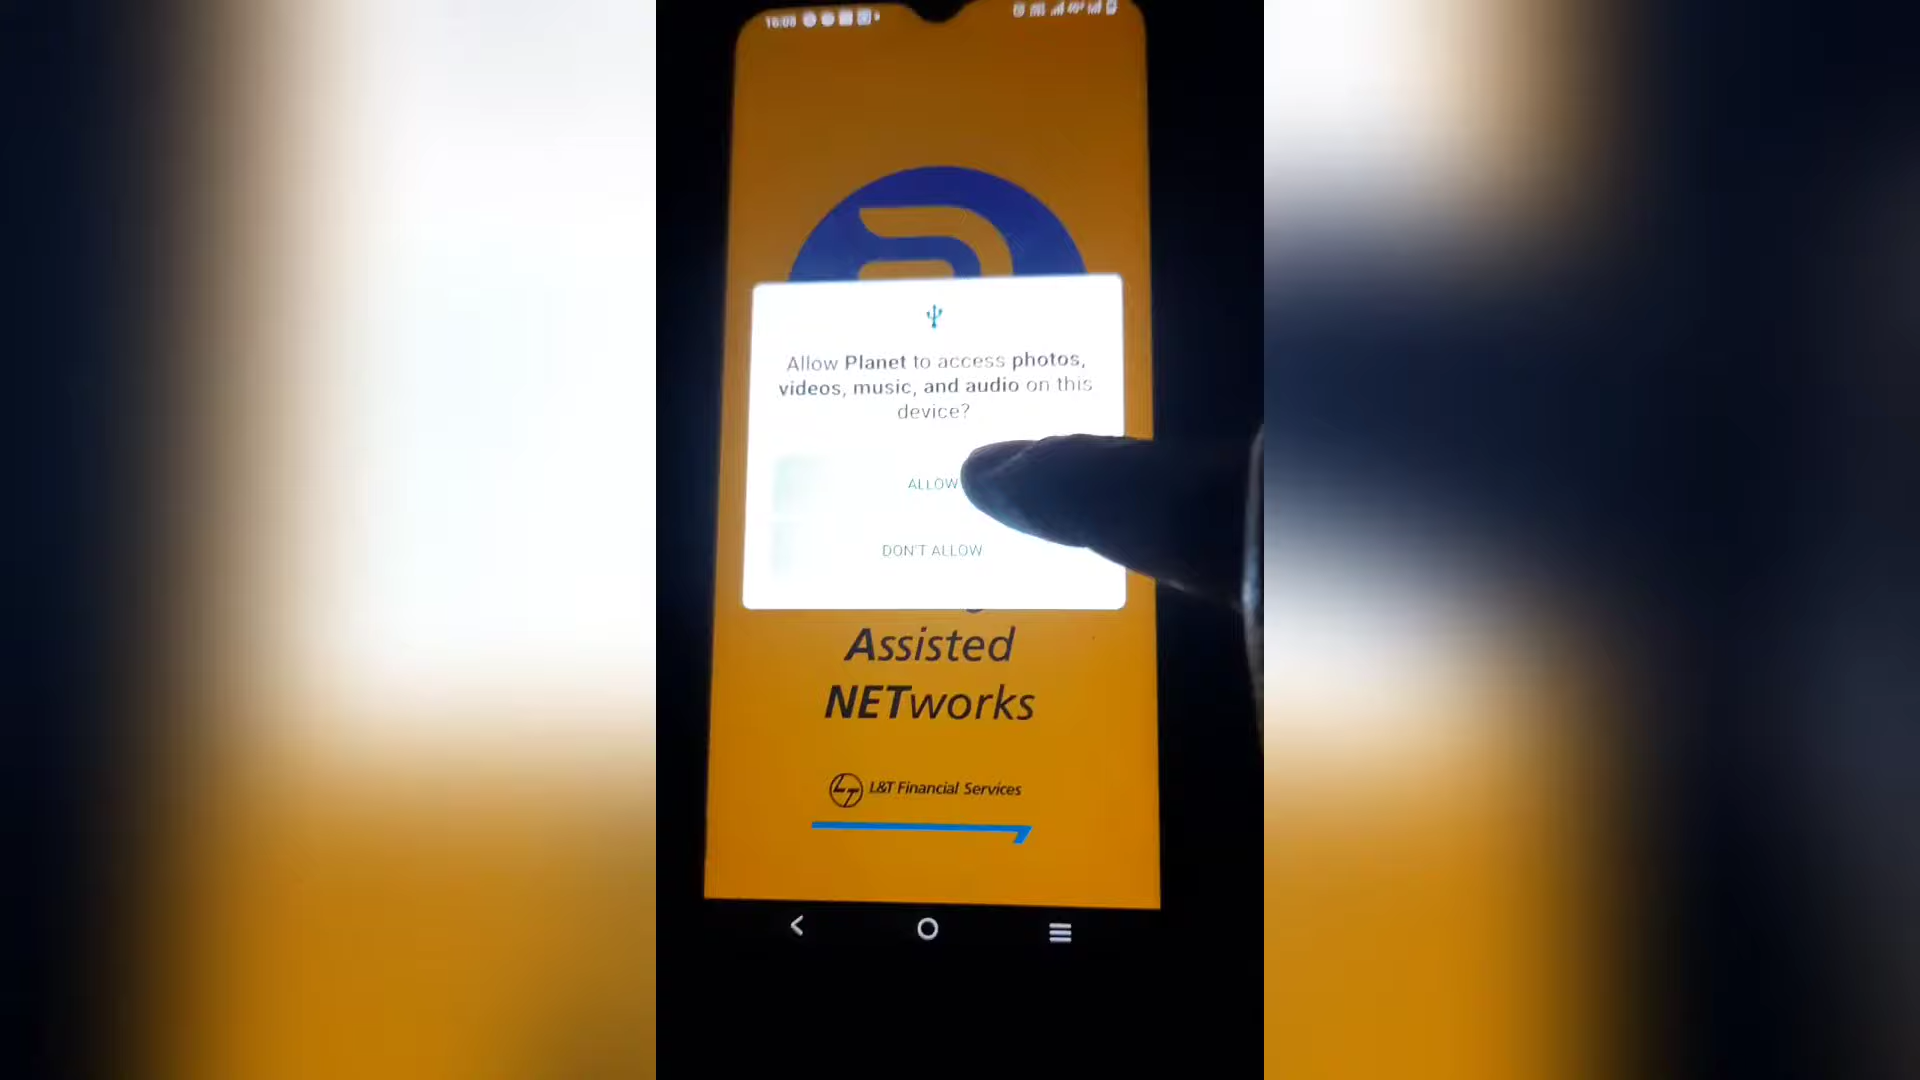 16:08
Allow Planet to access photos,
videos, music, and audio on this
device?
ALLOW
DON'T ALLOW
Assisted
NETworks
LT L&T Financial Services